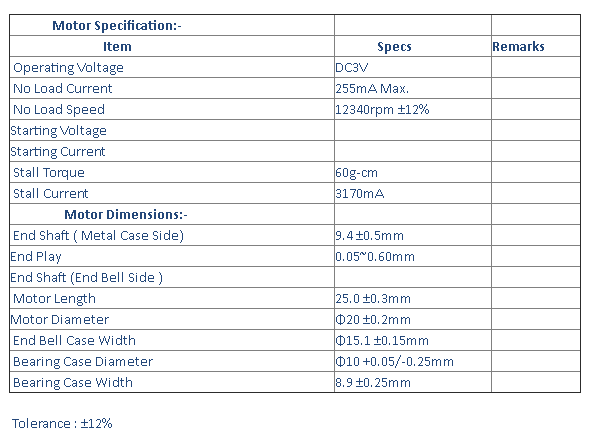 Motor Specification:-
Item Specs Remarks
Operating Voltage DC3V
No Load Current 255mA Max.
No Load Speed 12340rpm ±12%
Starting Voltage
Starting Current
Stall Torque 60g-cm
Stall Current 3170mA
Motor Dimensions:-
End Shaft ( Metal Case Side) 9.4 ±0.5mm
End Play 0.05~0.60mm
End Shaft (End Bell Side )
Motor Length 25.0 ±0.3mm
Motor Diameter Φ20 ±0.2mm
End Bell Case Width Φ15.1 ±0.15mm
Bearing Case Diameter Φ10 +0.05/-0.25mm
Bearing Case Width 8.9 ±0.25mm
Tolerance : ±12%